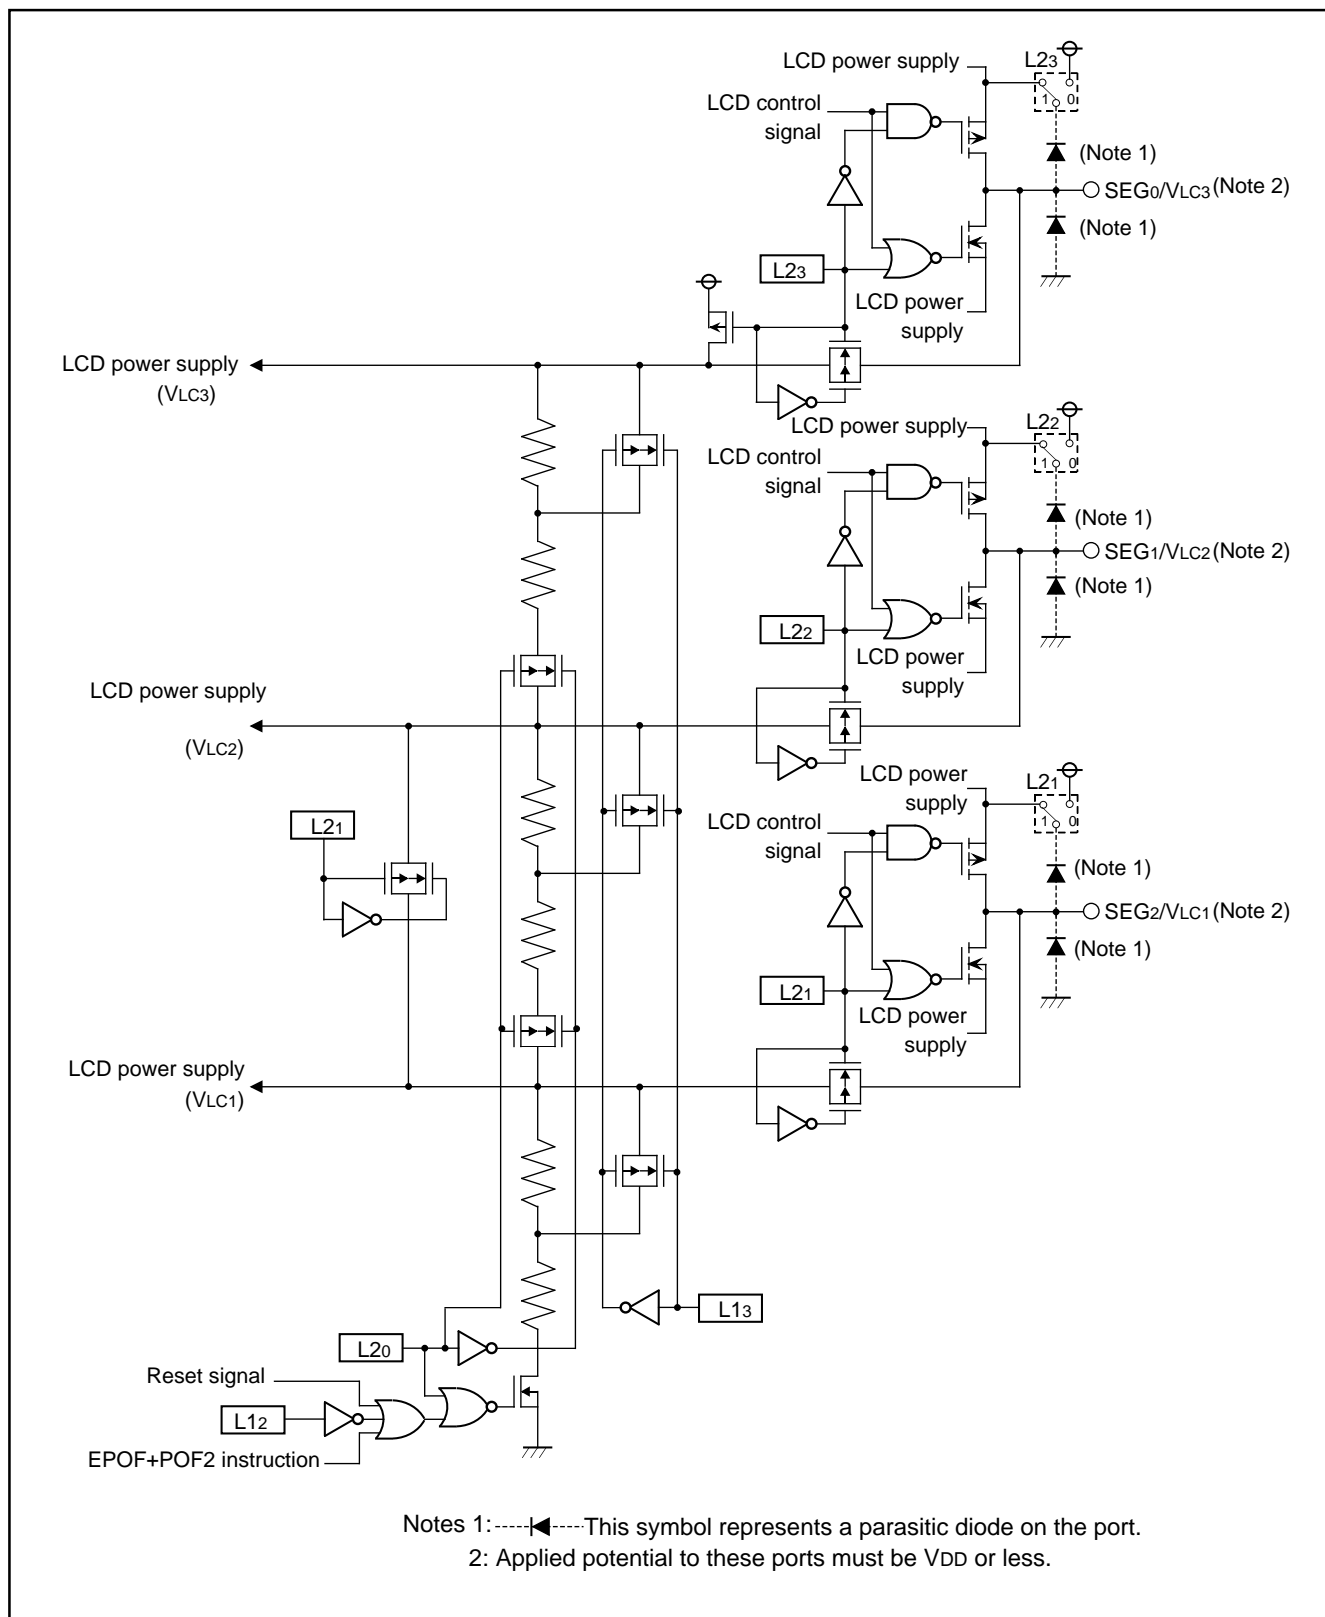 LCD power supply
L23
LCD control
signal
1 0
(Note 1)
SEG0/VLC3 (Note 2)
(Note 1)
L23
LCD power
supply
LCD power supply
(VLC3)
LCD power supply
L22
LCD control
signal
1 0
(Note 1)
SEG1/VLC2 (Note 2)
(Note 1)
L22
LCD power
supply
LCD power supply
(VLC2)
LCD power
supply
L21
1 0
L21
LCD control
signal
(Note 1)
SEG2/VLC1 (Note 2)
(Note 1)
L21
LCD power
supply
LCD power supply
(VLC1)
L13
L20
Reset signal
L12
EPOF+POF2 instruction
Notes 1: This symbol represents a parasitic diode on the port.
2: Applied potential to these ports must be VDD or less.